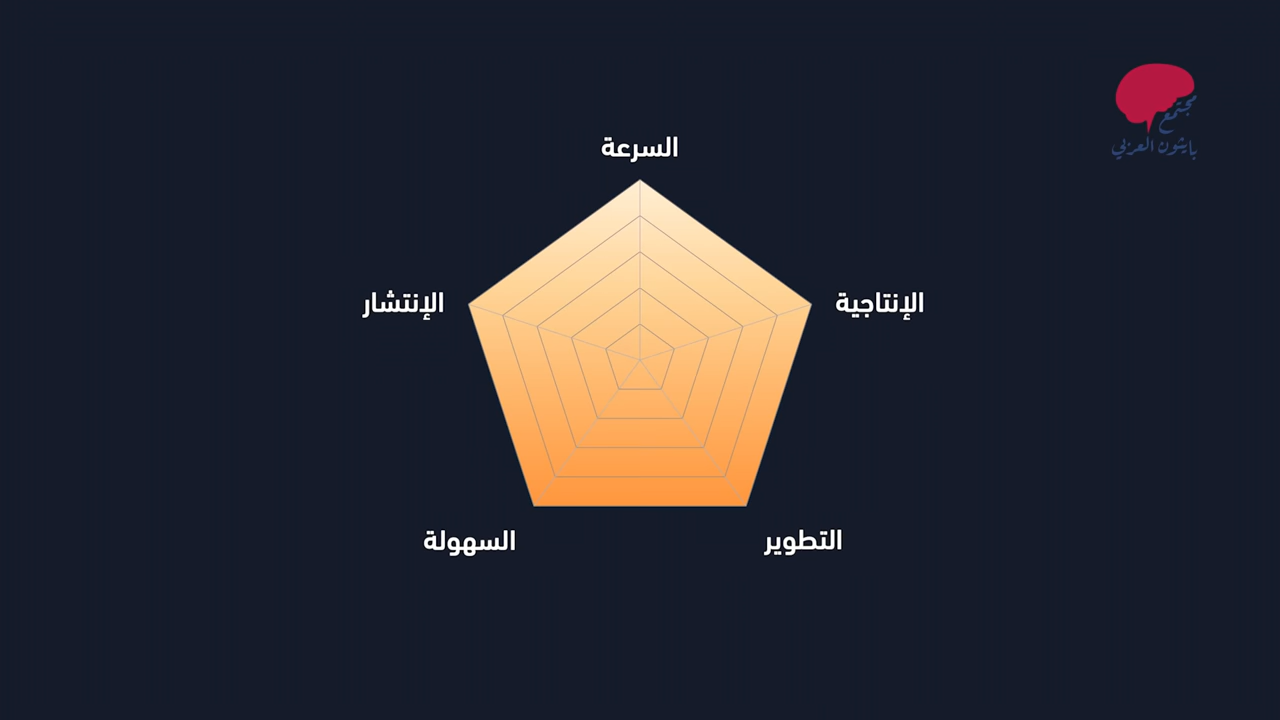 مجتمع
بايثون العربي
السرعة
الإنتاجية
الإنتشار
التطوير
السهولة